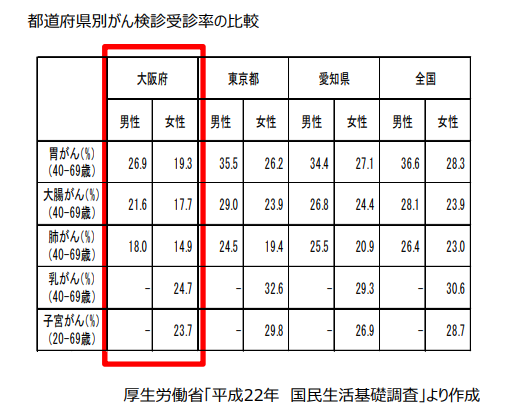 都道府県別がん検診受診率の比較
大阪府 東京都 愛知県 全国
男性 女性 男性 女性 男性 女性 男性 女性
胃がん(%)
(40-69歳) 26.9 19.3 35.5 26.2 34.4 27.1 36.6 28.3
大腸がん(%)
(40-69歳) 21.6 17.7 29.0 23.9 26.8 24.4 28.1 23.9
肺がん(%)
(40-69歳) 18.0 14.9 24.5 19.4 25.5 20.9 26.4 23.0
乳がん(%)
(40-69歳) - 24.7 - 32.6 - 29.3 - 30.6
子宮がん(%)
(20-69歳) - 23.7 - 29.8 - 26.9 - 28.7
厚生労働省「平成22年 国民生活基礎調査」より作成